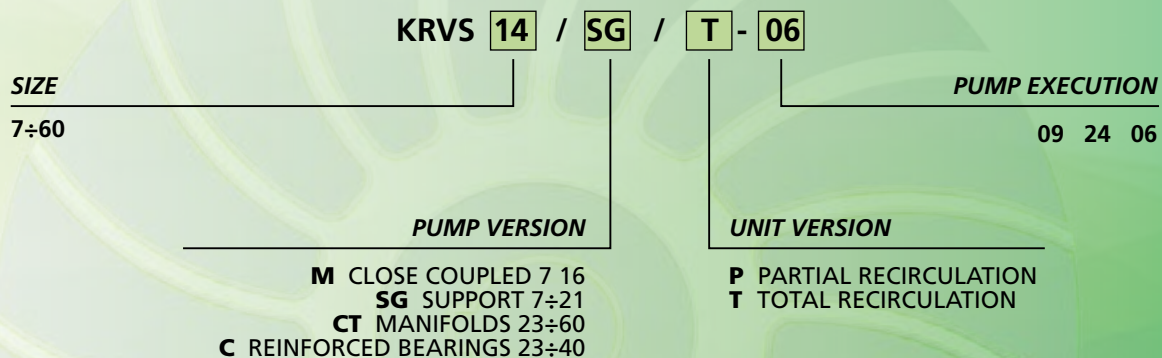 KRVS 14 / SG / T - 06
SIZE
7÷60
PUMP EXECUTION
09 24 06
PUMP VERSION
M CLOSE COUPLED 7 16
SG SUPPORT 7÷21
CT MANIFOLDS 23÷60
C REINFORCED BEARINGS 23÷40
UNIT VERSION
P PARTIAL RECIRCULATION
T TOTAL RECIRCULATION